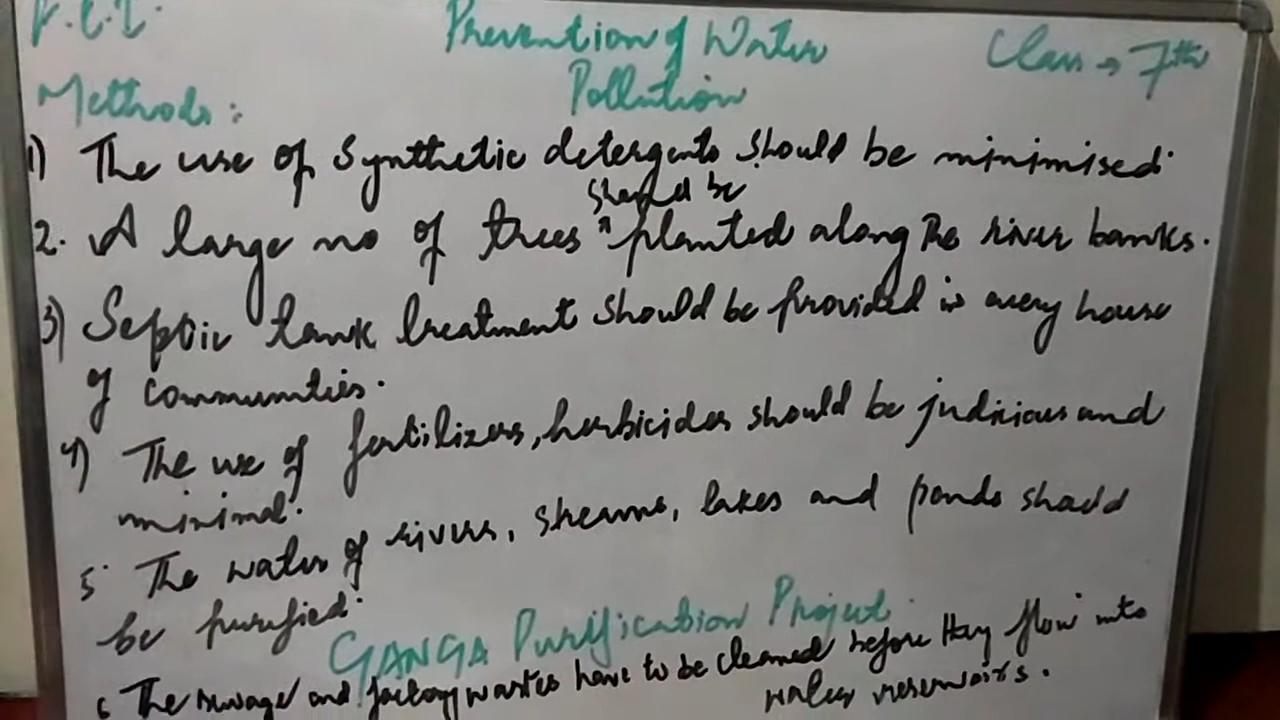 P.C.I.
Prevention of Water
Class → 7th
Pollution
Methods:
1) The use of Synthetic detergents should be minimised.
should be
2. A large no of trees ^ planted along the river banks.
3) Septic tank treatment should be provided in every house
of communities.
4) The use of fertilizers, herbicides should be judicious and
minimal.
5. The water of rivers, streams, lakes and ponds should
be purified.
GANGA Purification Project.
6 The sewage and factory wastes have to be cleaned before they flow into
water reservoirs.